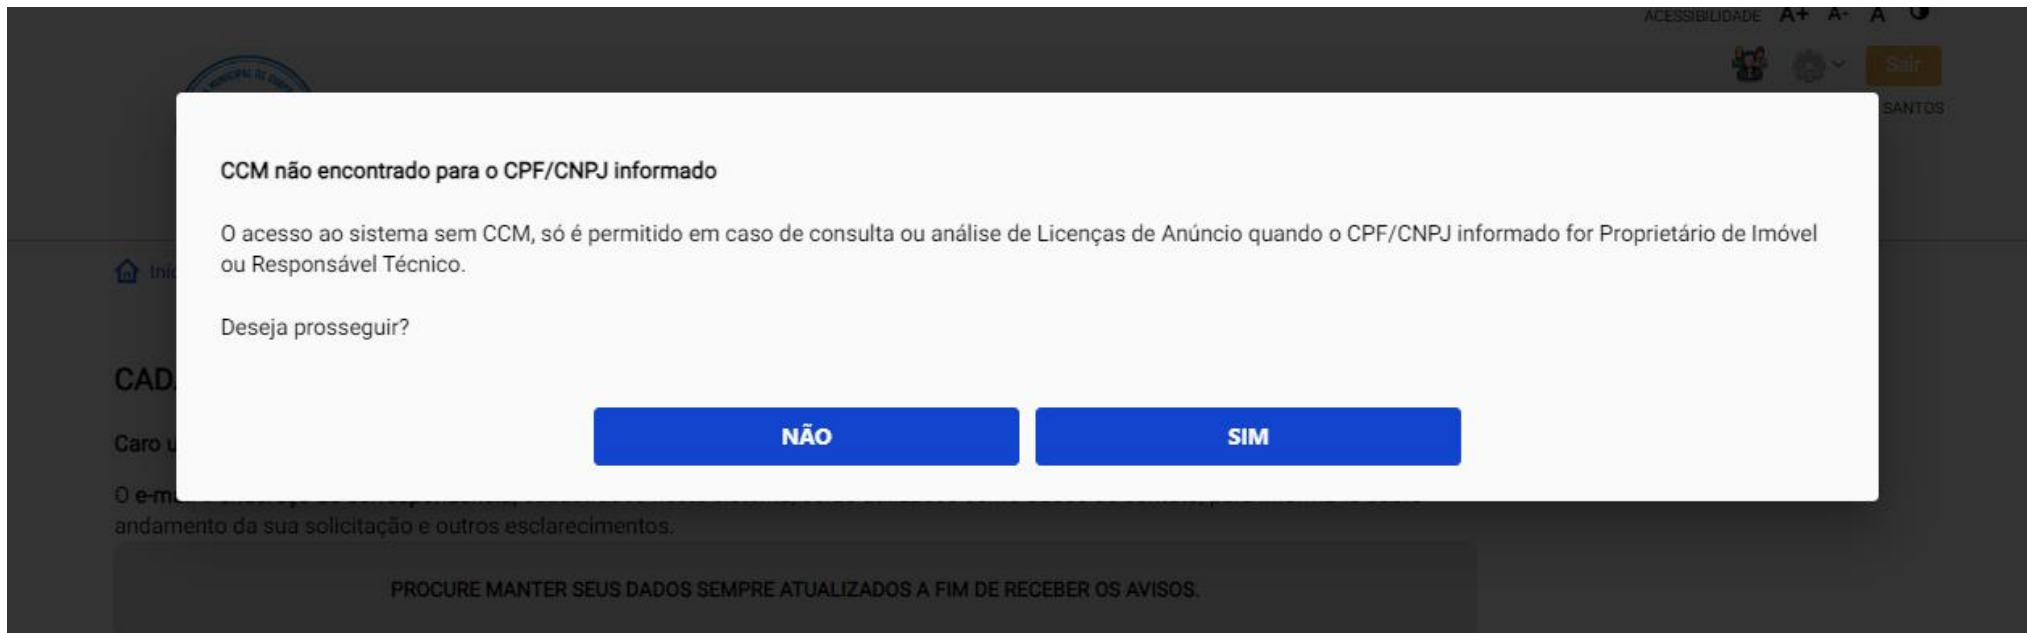 ACESSIBILIDADE A+ A- A
Sair
SANTOS
CCM não encontrado para o CPF/CNPJ informado
O acesso ao sistema sem CCM, só é permitido em caso de consulta ou análise de Licenças de Anúncio quando o CPF/CNPJ informado for Proprietário de Imóvel
ou Responsável Técnico.
Deseja prosseguir?
NÃO SIM
Caro
O
andamento da sua solicitação e outros esclarecimentos.
PROCURE MANTER SEUS DADOS SEMPRE ATUALIZADOS A FIM DE RECEBER OS AVISOS.